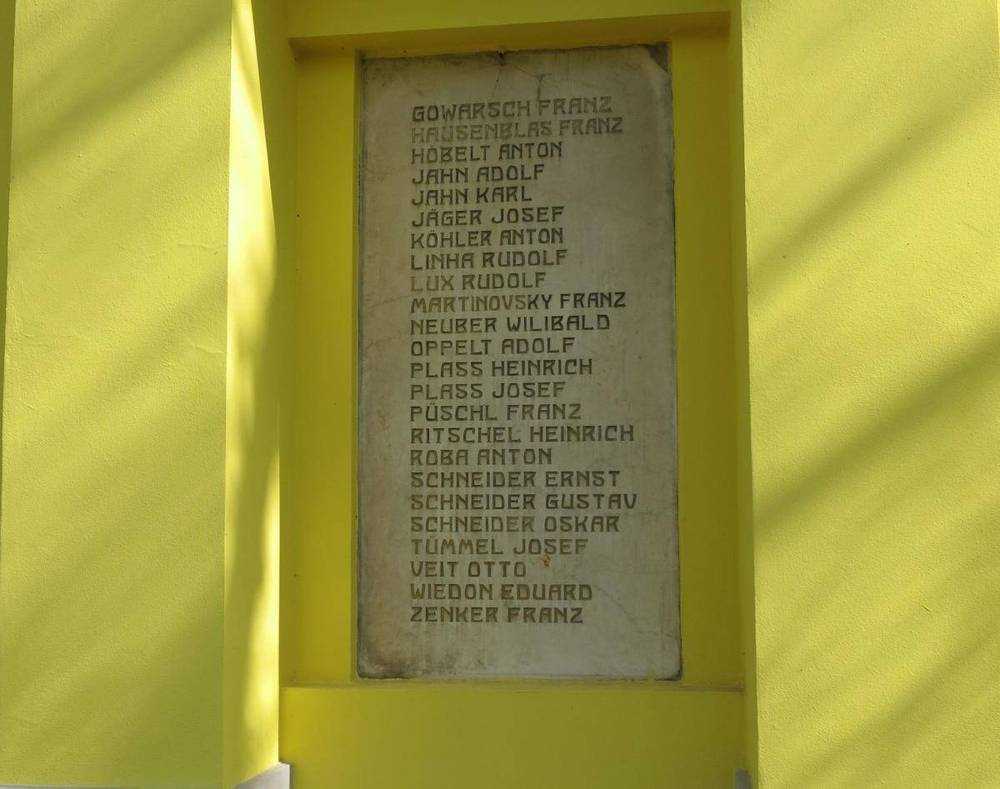 GOWARSCH FRANZ
HAUSENBLAS FRANZ
HÖBELT ANTON
JAHN ADOLF
JAHN KARL
JÄGER JOSEF
KÖHLER ANTON
LINHA RUDOLF
LUX RUDOLF
MARTINOVSKY FRANZ
NEUBER WILIBALD
OPPELT ADOLF
PLASS HEINRICH
PLASS JOSEF
PÜSCHL FRANZ
RITSCHEL HEINRICH
ROBA ANTON
SCHNEIDER ERNST
SCHNEIDER GUSTAV
SCHNEIDER OSKAR
TÜMMEL JOSEF
VEIT OTTO
WIEDON EDUARD
ZENKER FRANZ